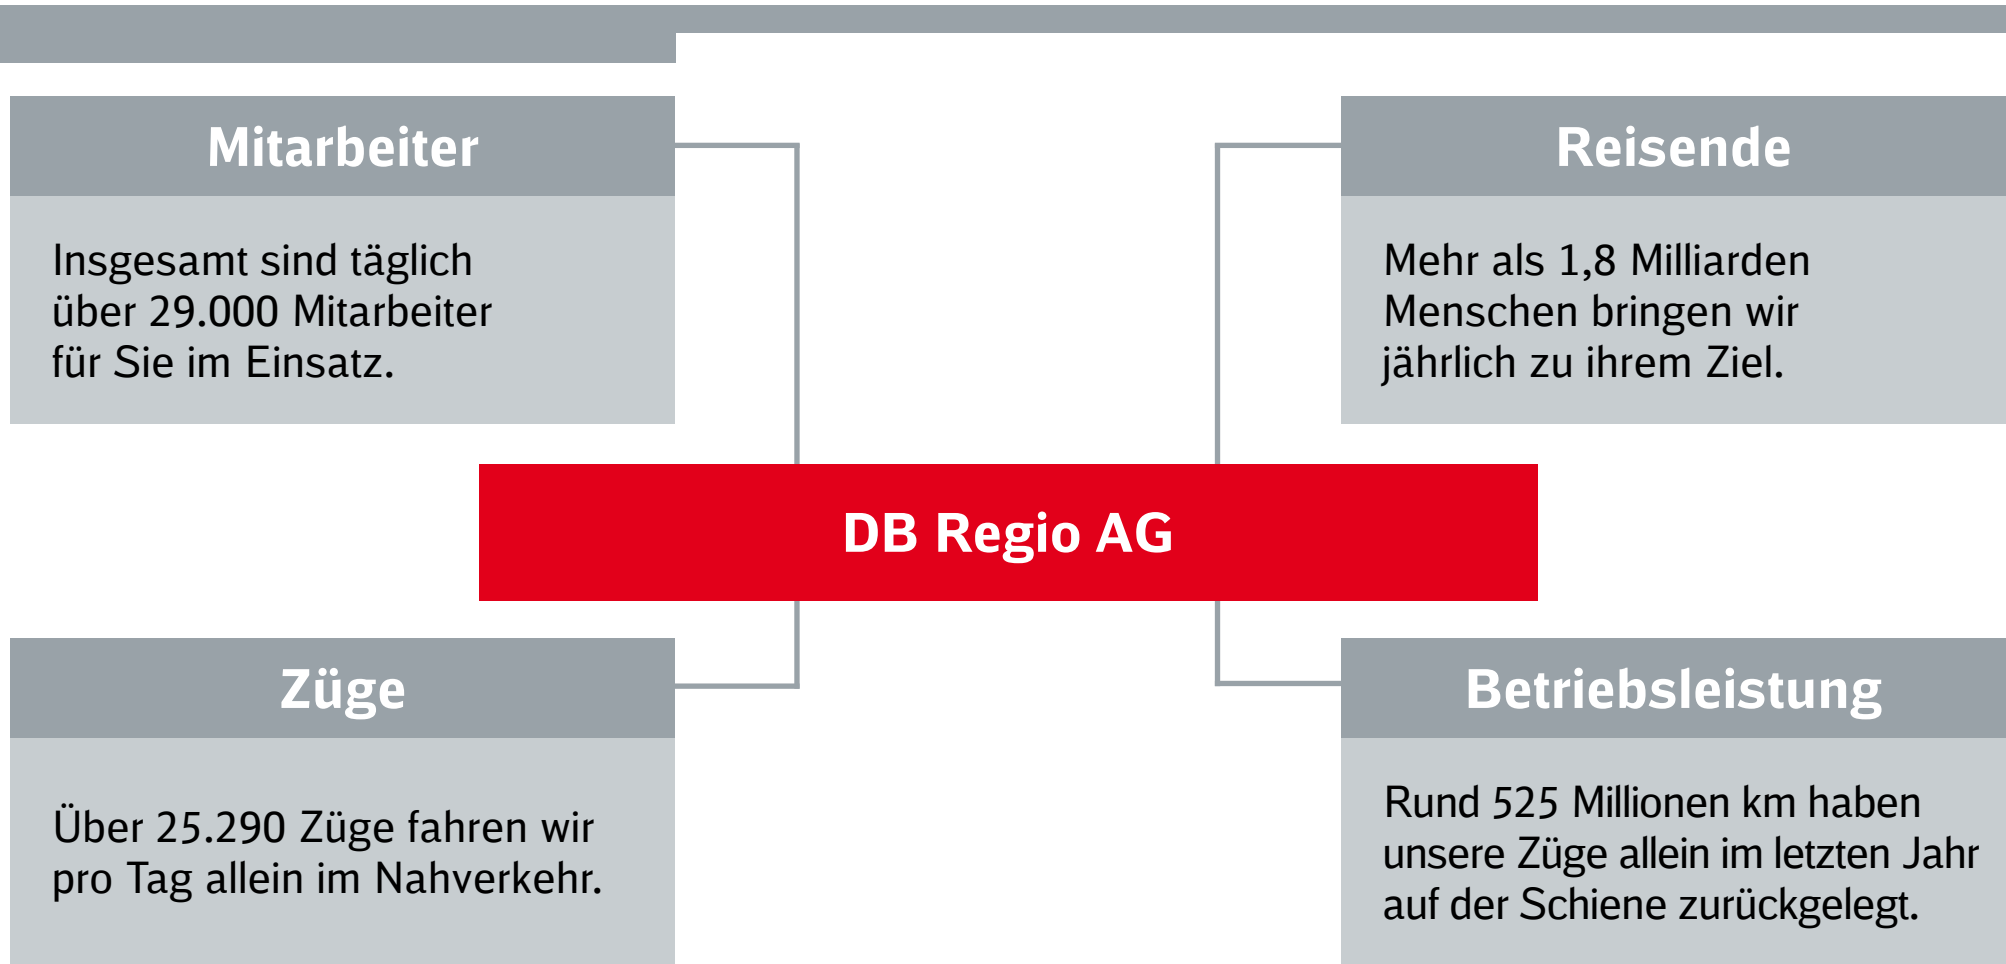 Mitarbeiter
Insgesamt sind täglich
über 29.000 Mitarbeiter
für Sie im Einsatz.
Reisende
Mehr als 1,8 Milliarden
Menschen bringen wir
jährlich zu ihrem Ziel.
DB Regio AG
Züge
Über 25.290 Züge fahren wir
pro Tag allein im Nahverkehr.
Betriebsleistung
Rund 525 Millionen km haben
unsere Züge allein im letzten Jahr
auf der Schiene zurückgelegt.